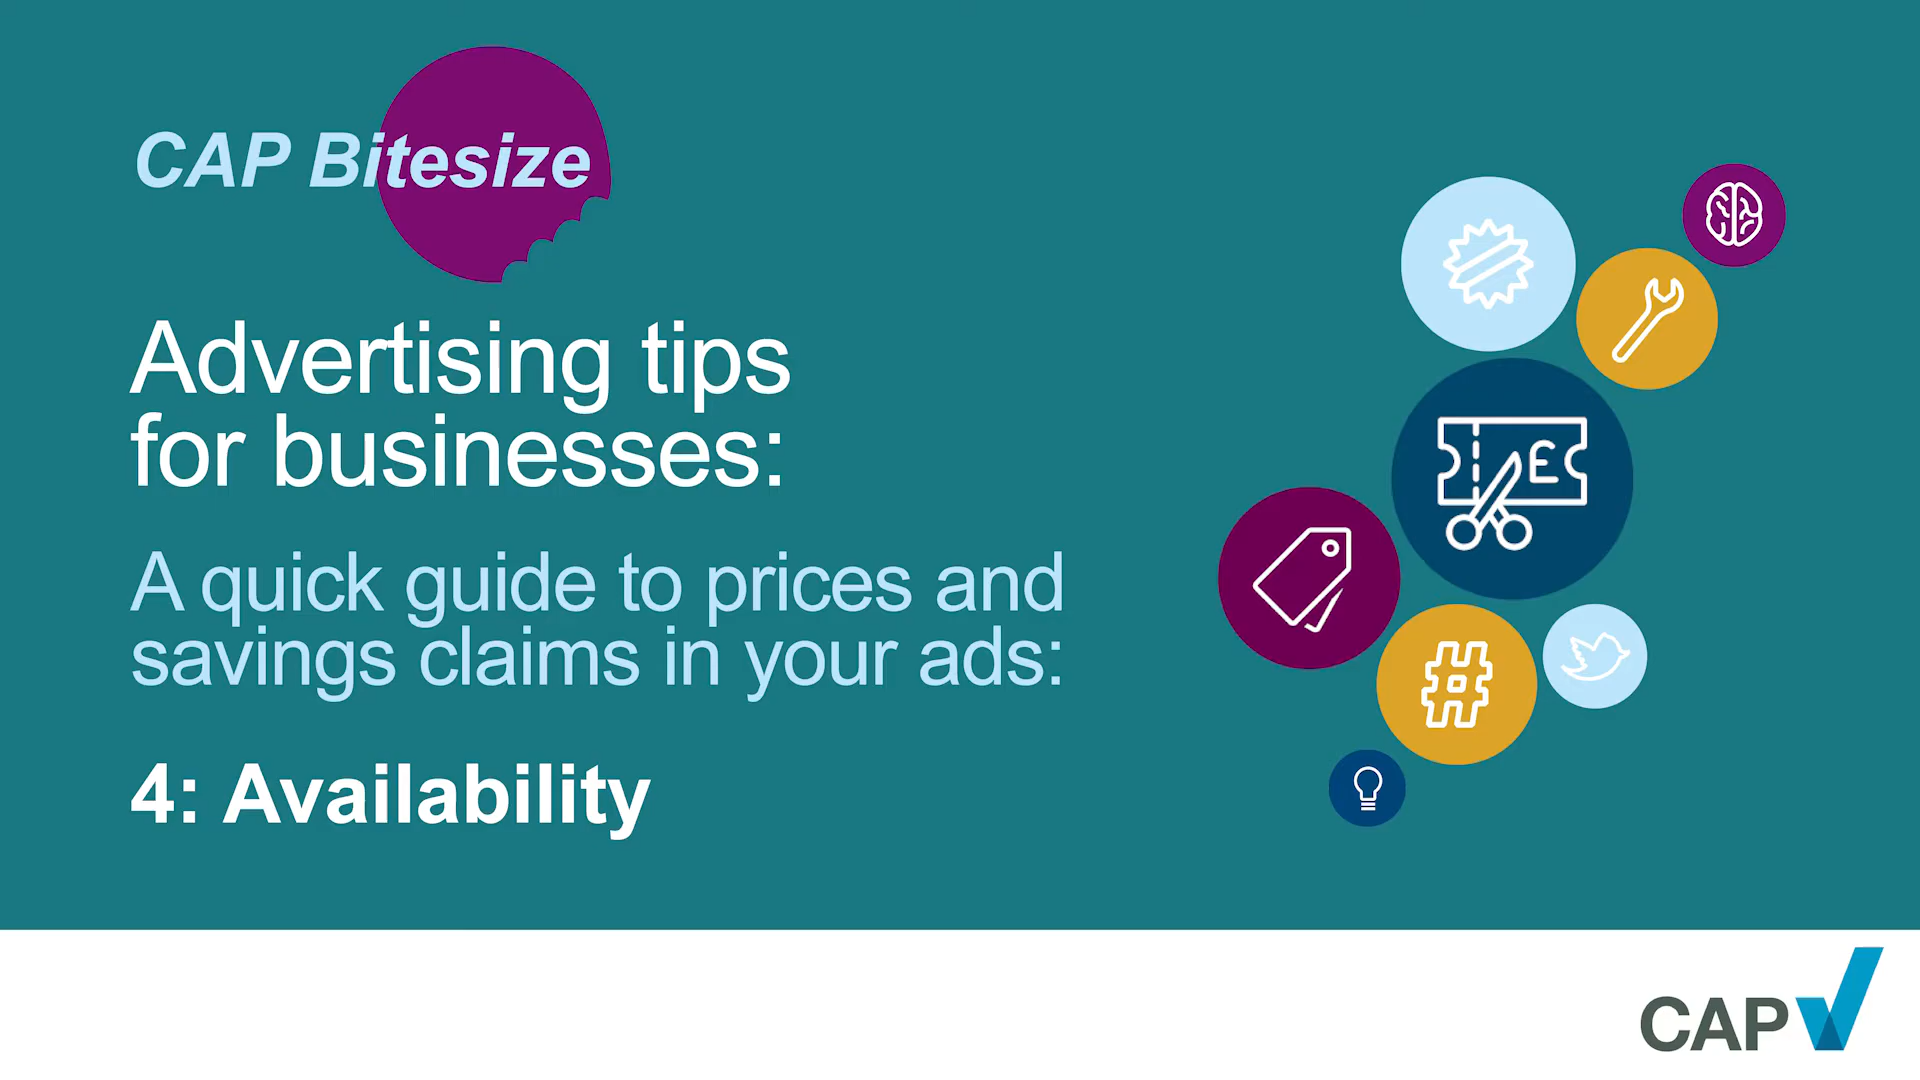 CAP Bitesize
Advertising tips
for businesses:
A quick guide to prices and
savings claims in your ads:
4: Availability
£
#
CAP